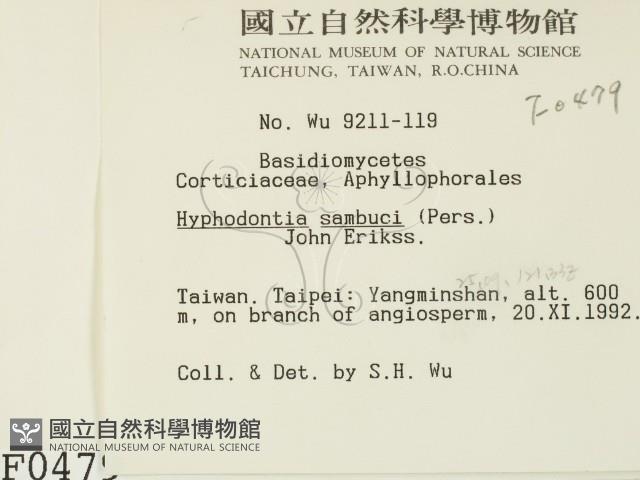 國立自然科學博物館
NATIONAL MUSEUM OF NATURAL SCIENCE
TAICHUNG, TAIWAN, R.O.CHINA
F0479
No. Wu 9211-119
Basidiomycetes
Corticiaceae, Aphyllophorales
Hyphodontia sambuci (Pers.)
John Erikss.
Taiwan. Taipei: Yangminshan, alt. 600
m, on branch of angiosperm, 20.XI.1992.
Coll. & Det. by S.H. Wu
國立自然科學博物館
NATIONAL MUSEUM OF NATURAL SCIENCE
F0479